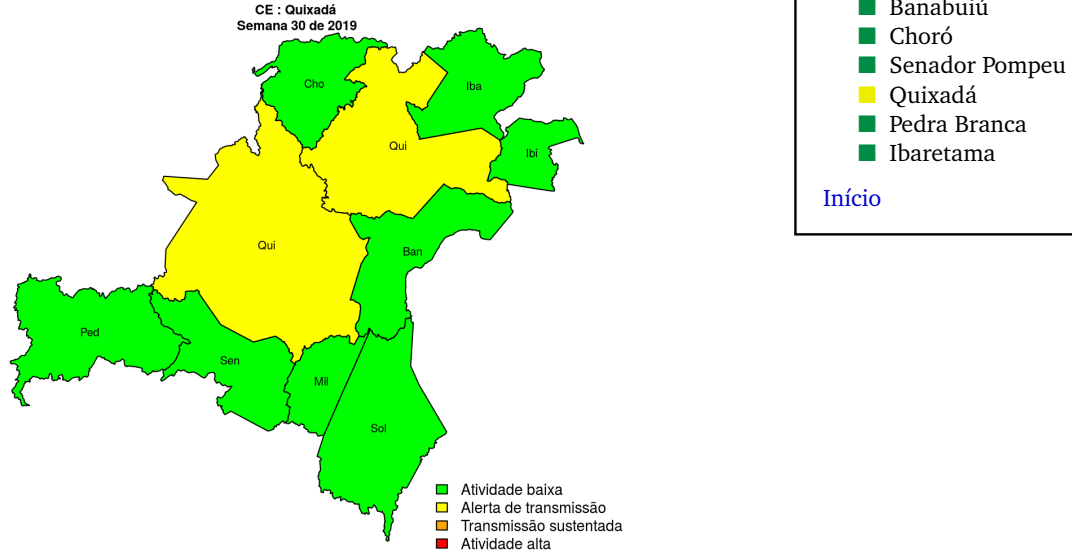 CE : Quixadá
Semana 30 de 2019
Cho
Iba
Qui
Ibi
Qui
Ban
Ped
Sen
Mil
Sol
Atividade baixa
Alerta de transmissão
Transmissão sustentada
Atividade alta
Banabuiú
Choró
Senador Pompeu
Quixadá
Pedra Branca
Ibaretama
Início